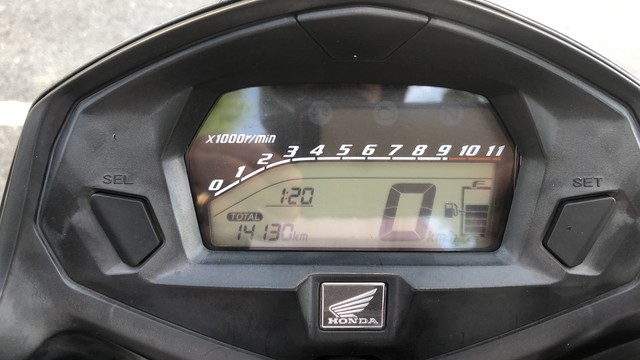 x1000r/min
0 1 2 3 4 5 6 7 8 9 10 11
SEL
SET
1:20
F
TOTAL
14130km
0
HONDA